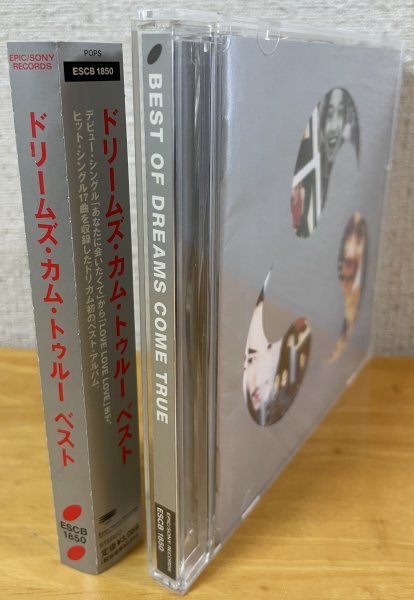 EPIC/SONY
RECORDS
ドリームズ・カム・トゥルー ベスト
ESCB
1850
POPS
ESCB 1850
ドリームズ・カム・トゥルー ベスト
デビュー・シングル「あなたに会いたくて」から「LOVE LOVE LOVE」まで、
ヒット・シングル17曲を収録したドリカム初のベスト・アルバム
BEST OF DREAMS COME TRUE
EPIC/SONY RECORDS
ESCB 1850